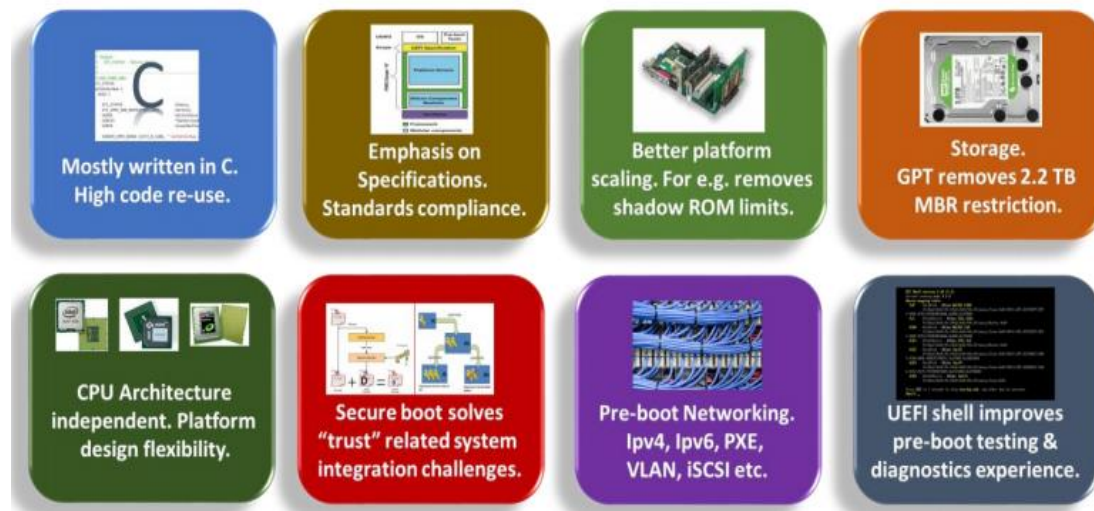 C
Mostly written in C.
High code re-use.
Emphasis on
Specifications.
Standards compliance.
Better platform
scaling. For e.g. removes
shadow ROM limits.
Storage.
GPT removes 2.2 TB
MBR restriction.
CPU Architecture
independent. Platform
design flexibility.
Secure boot solves
“trust” related system
integration challenges.
Pre-boot Networking.
Ipv4, Ipv6, PXE,
VLAN, iSCSI etc.
UEFI shell improves
pre-boot testing &
diagnostics experience.